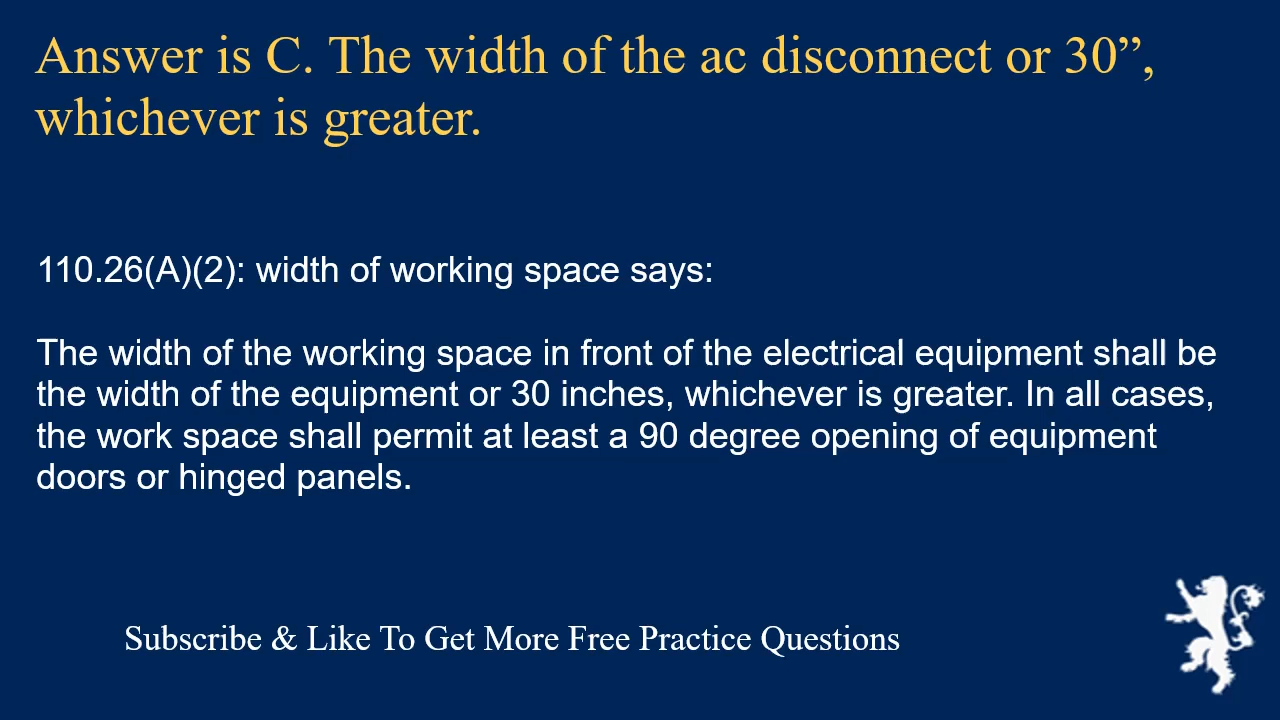 Answer is C. The width of the ac disconnect or 30”,
whichever is greater.
110.26(A)(2): width of working space says:
The width of the working space in front of the electrical equipment shall be
the width of the equipment or 30 inches, whichever is greater. In all cases,
the work space shall permit at least a 90 degree opening of equipment
doors or hinged panels.
Subscribe & Like To Get More Free Practice Questions